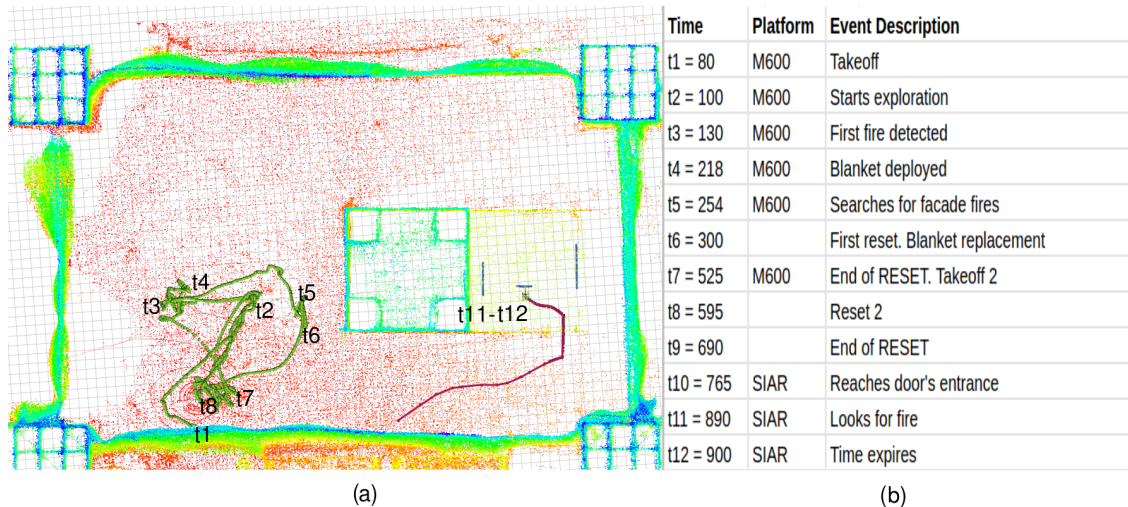 t4
t3
t2
t5
t6
t11-t12
t7
t8
t1
(a)
Time Platform Event Description
t1 = 80 M600 Takeoff
t2 = 100 M600 Starts exploration
t3 = 130 M600 First fire detected
t4 = 218 M600 Blanket deployed
t5 = 254 M600 Searches for facade fires
t6 = 300 First reset. Blanket replacement
t7 = 525 M600 End of RESET. Takeoff 2
t8 = 595 Reset 2
t9 = 690 End of RESET
t10 = 765 SIAR Reaches door's entrance
t11 = 890 SIAR Looks for fire
t12 = 900 SIAR Time expires
(b)